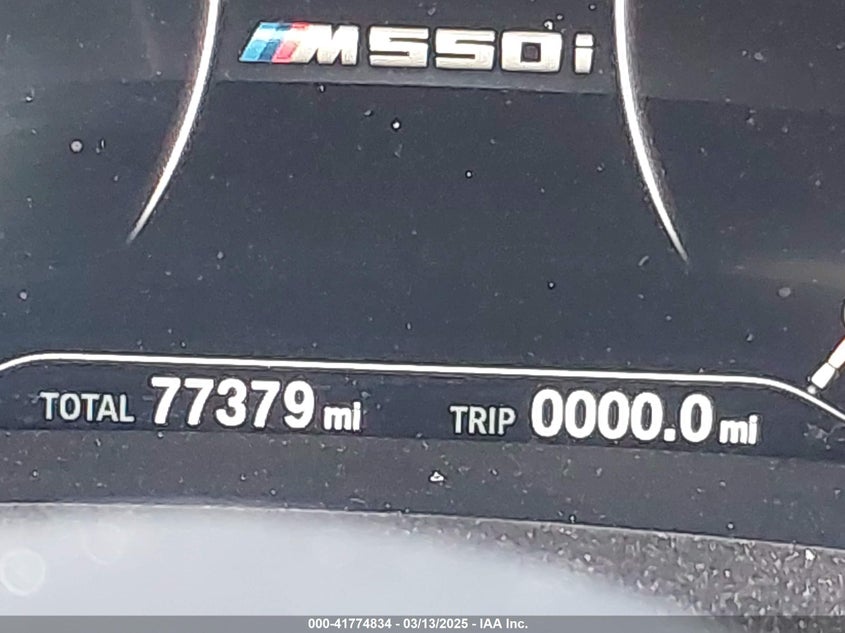 M550i
TOTAL 77379 mi TRIP 0000.0 mi
000-41774834 - 03/13/2025 - IAA Inc.